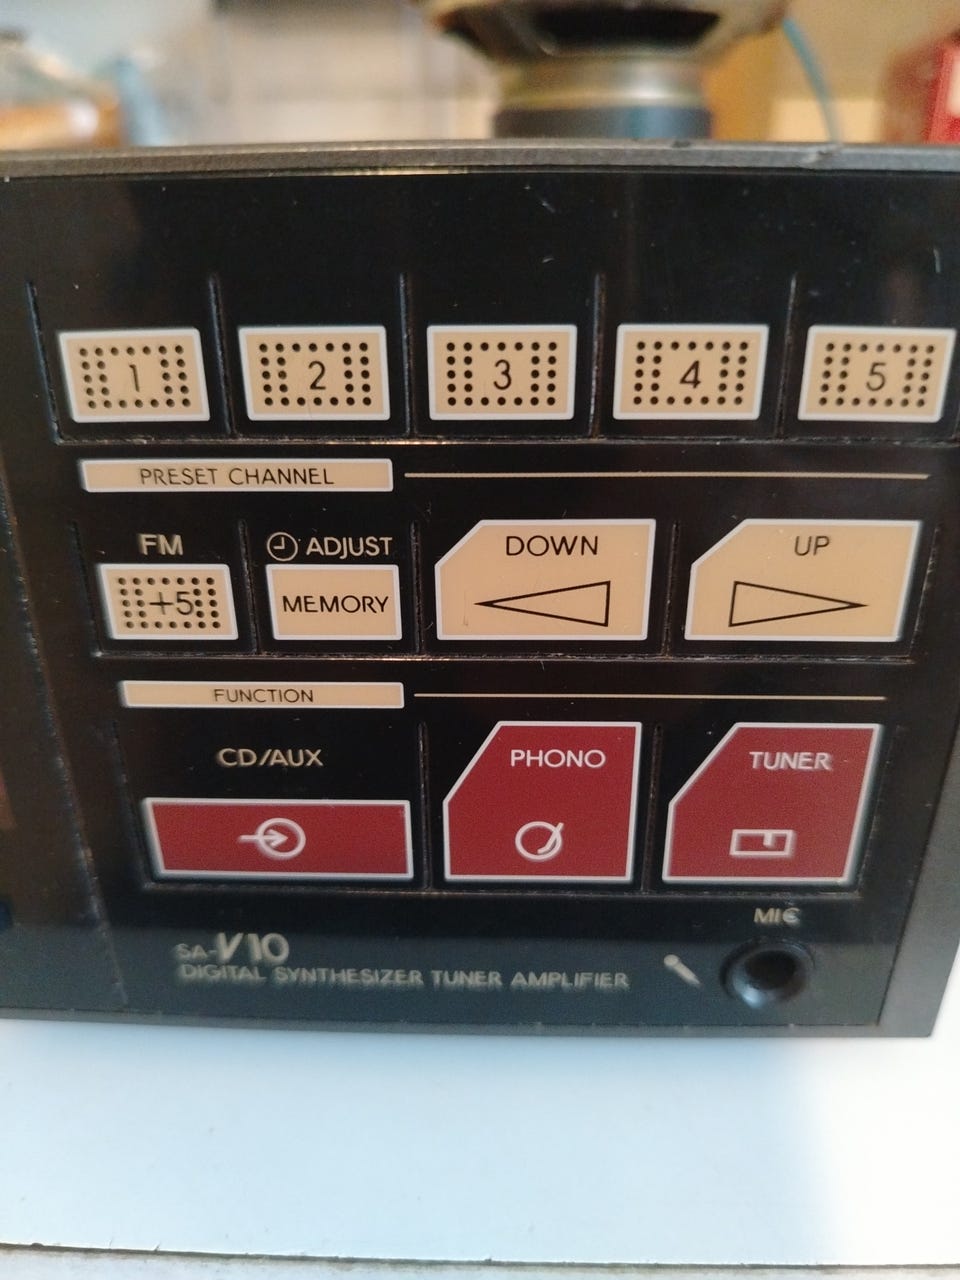 1 2 3 4 5
PRESET CHANNEL
FM ADJUST DOWN UP
+5 MEMORY
FUNCTION
CD/AUX PHONO TUNER
MIC
SA-V10
DIGITAL SYNTHESIZER TUNER AMPLIFIER